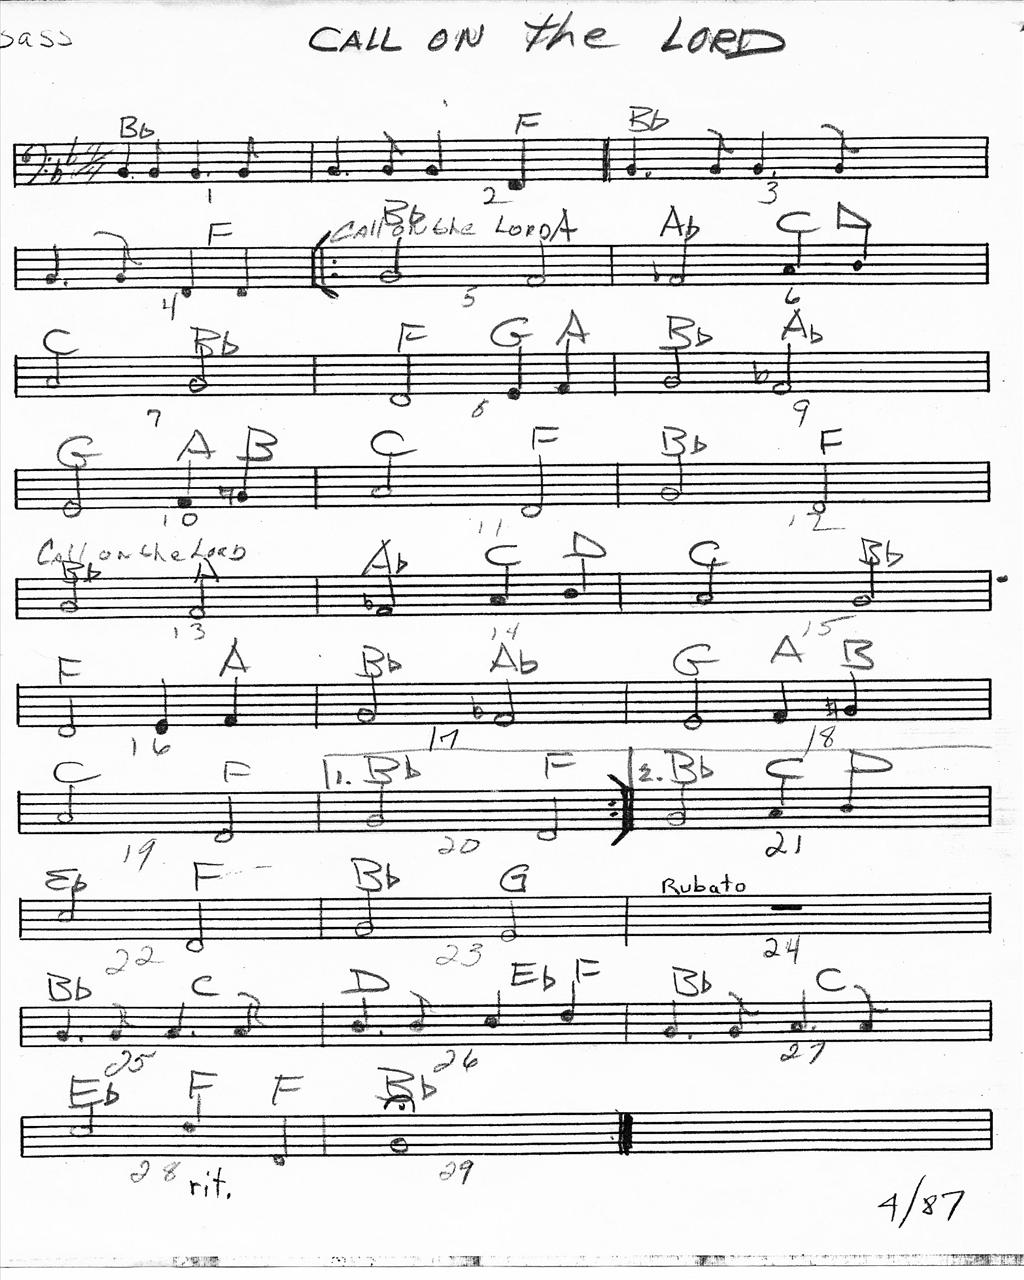 bass
CALL ON the LORD
Bb F Bb
1 2 3
F Bb A Ab C D
Call on the Lord
4 5 6
C Bb F G A Bb Ab
7 8 9
G A B C F Bb F
10 11 12
Call on the Lord
Bb A Ab C D C Bb
13 14 15
F A Bb Ab G A B
16 17 18
C F 1. Bb F 2. Bb C D
19 20 21
Eb F Bb G Rubato
22 23 24
Bb C D Eb F Bb C
25 26 27
Eb F F Bb
28 rit. 29
4/87